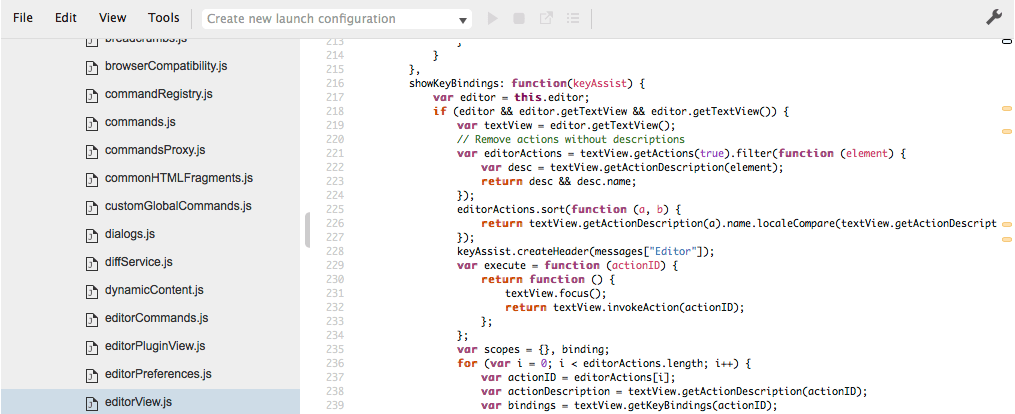 File Edit View Tools Create new launch configuration
breadcrumbs.js
browserCompatibility.js
commandRegistry.js
commands.js
commandsProxy.js
commonHTMLFragments.js
customGlobalCommands.js
dialogs.js
diffService.js
dynamicContent.js
editorCommands.js
editorPluginView.js
editorPreferences.js
editorView.js
213 }
214 }
215 },
216 showKeyBindings: function(keyAssist) {
217 var editor = this.editor;
218 if (editor && editor.getTextView && editor.getTextView()) {
219 var textView = editor.getTextView();
220 // Remove actions without descriptions
221 var editorActions = textView.getActions(true).filter(function (element) {
222 var desc = textView.getActionDescription(element);
223 return desc && desc.name;
224 });
225 editorActions.sort(function (a, b) {
226 return textView.getActionDescription(a).name.localeCompare(textView.getActionDescript
227 });
228 keyAssist.createHeader(messages["Editor"]);
229 var execute = function (actionID) {
230 return function () {
231 textView.focus();
232 return textView.invokeAction(actionID);
233 };
234 };
235 var scopes = {}, binding;
236 for (var i = 0; i < editorActions.length; i++) {
237 var actionID = editorActions[i];
238 var actionDescription = textView.getActionDescription(actionID);
239 var bindings = textView.getKeyBindings(actionID);